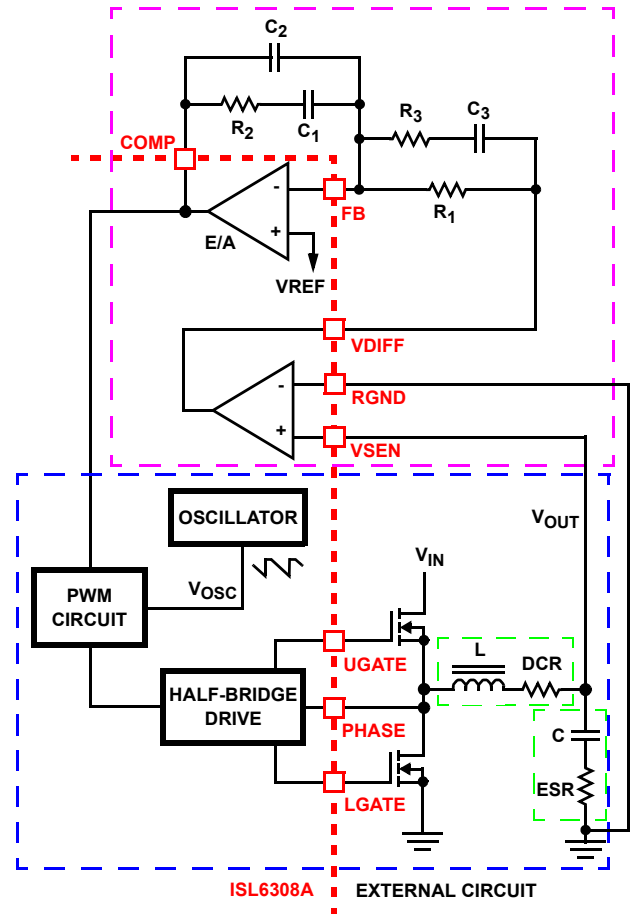 C2
R2
C1
R3
C3
COMP
R1
FB
-
+
E/A
VREF
VDIFF
-
RGND
+
VSEN
OSCILLATOR
VOUT
VIN
VOSC
PWM
CIRCUIT
UGATE
L
DCR
HALF-BRIDGE
DRIVE
PHASE
C
ESR
LGATE
ISL6308A
EXTERNAL CIRCUIT